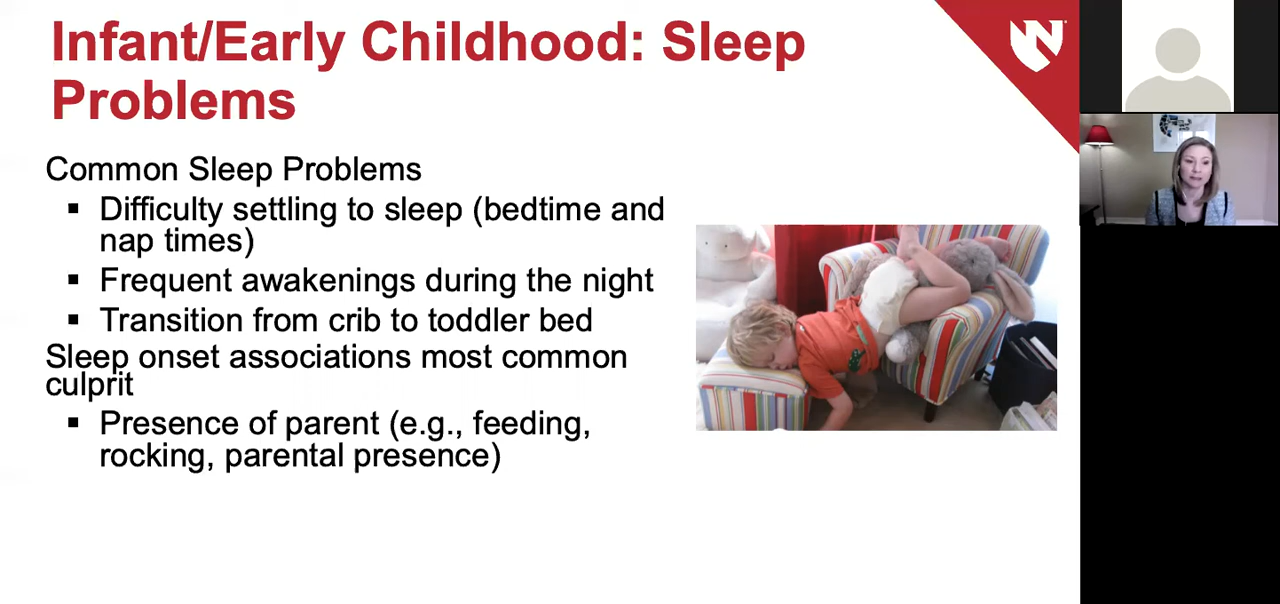 Infant/Early Childhood: Sleep
Problems
Common Sleep Problems
▪ Difficulty settling to sleep (bedtime and
nap times)
▪ Frequent awakenings during the night
▪ Transition from crib to toddler bed
Sleep onset associations most common
culprit
▪ Presence of parent (e.g., feeding,
rocking, parental presence)